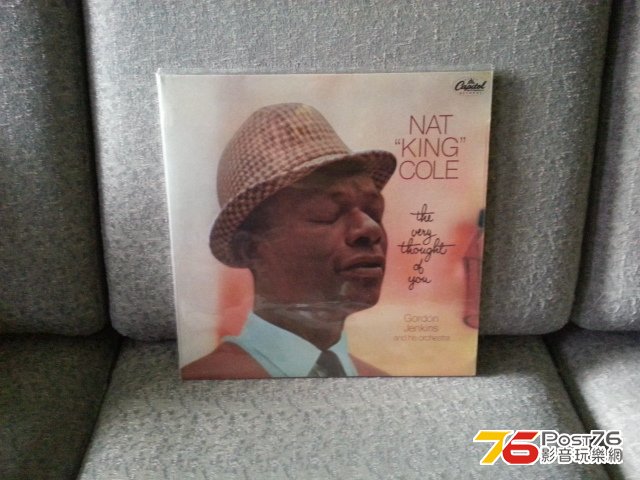 the
Capitol
NAT
"KING"
COLE
the
very
thought
of
you
Gordon
Jenkins
and his orchestra
76 POST76
影音玩樂網